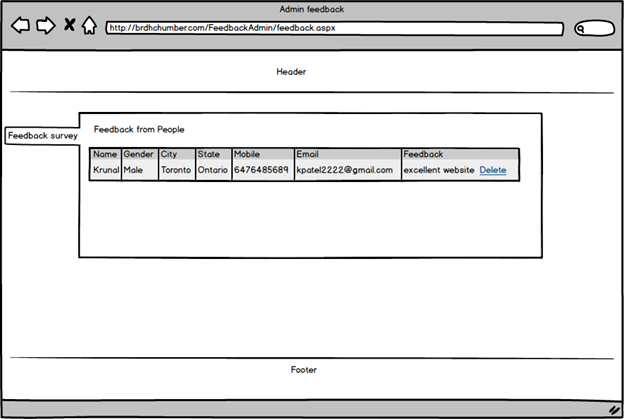 Admin feedback
http://brdhchumber.com/FeedbackAdmin/feedback.aspx
Header
Feedback survey
Feedback from People
Name Gender City State Mobile Email Feedback
Krunal Male Toronto Ontario 6476485689 kpatel2222@gmail.com excellent website Delete
Footer